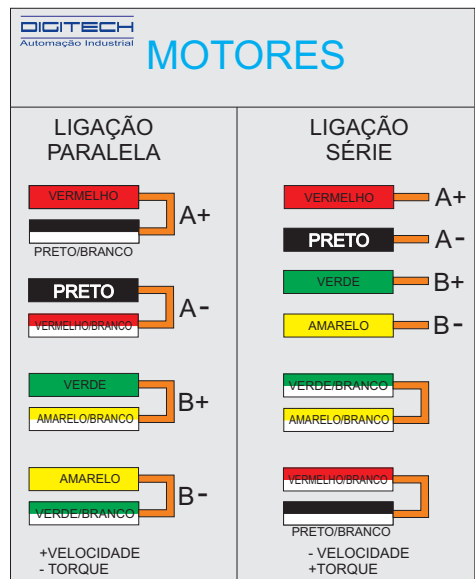 DIGITECH
Automação Industrial
MOTORES
LIGAÇÃO
PARALELA
VERMELHO
A+
PRETO/BRANCO
PRETO
A-
VERMELHO/BRANCO
VERDE
B+
AMARELO/BRANCO
AMARELO
B-
VERDE/BRANCO
+VELOCIDADE
- TORQUE
LIGAÇÃO
SÉRIE
VERMELHO
A+
PRETO
A-
VERDE
B+
AMARELO
B-
VERDE/BRANCO
AMARELO/BRANCO
VERMELHO/BRANCO
PRETO/BRANCO
- VELOCIDADE
+TORQUE